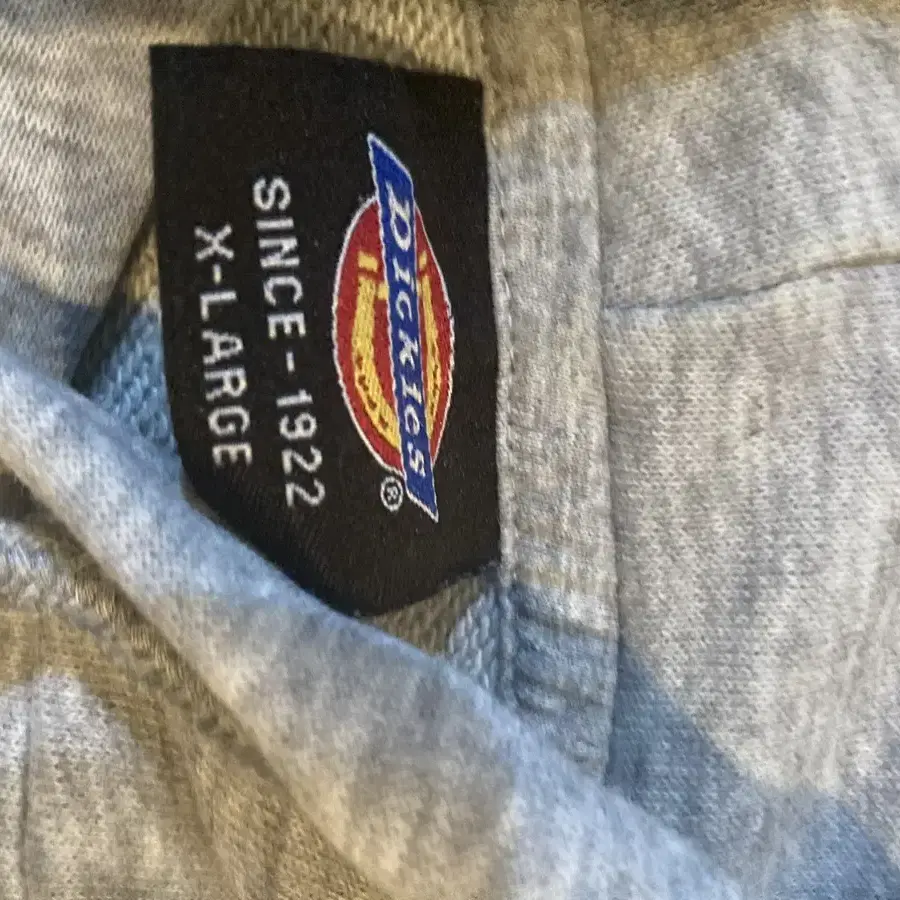 Dickies®
SINCE - 1922
X-LARGE